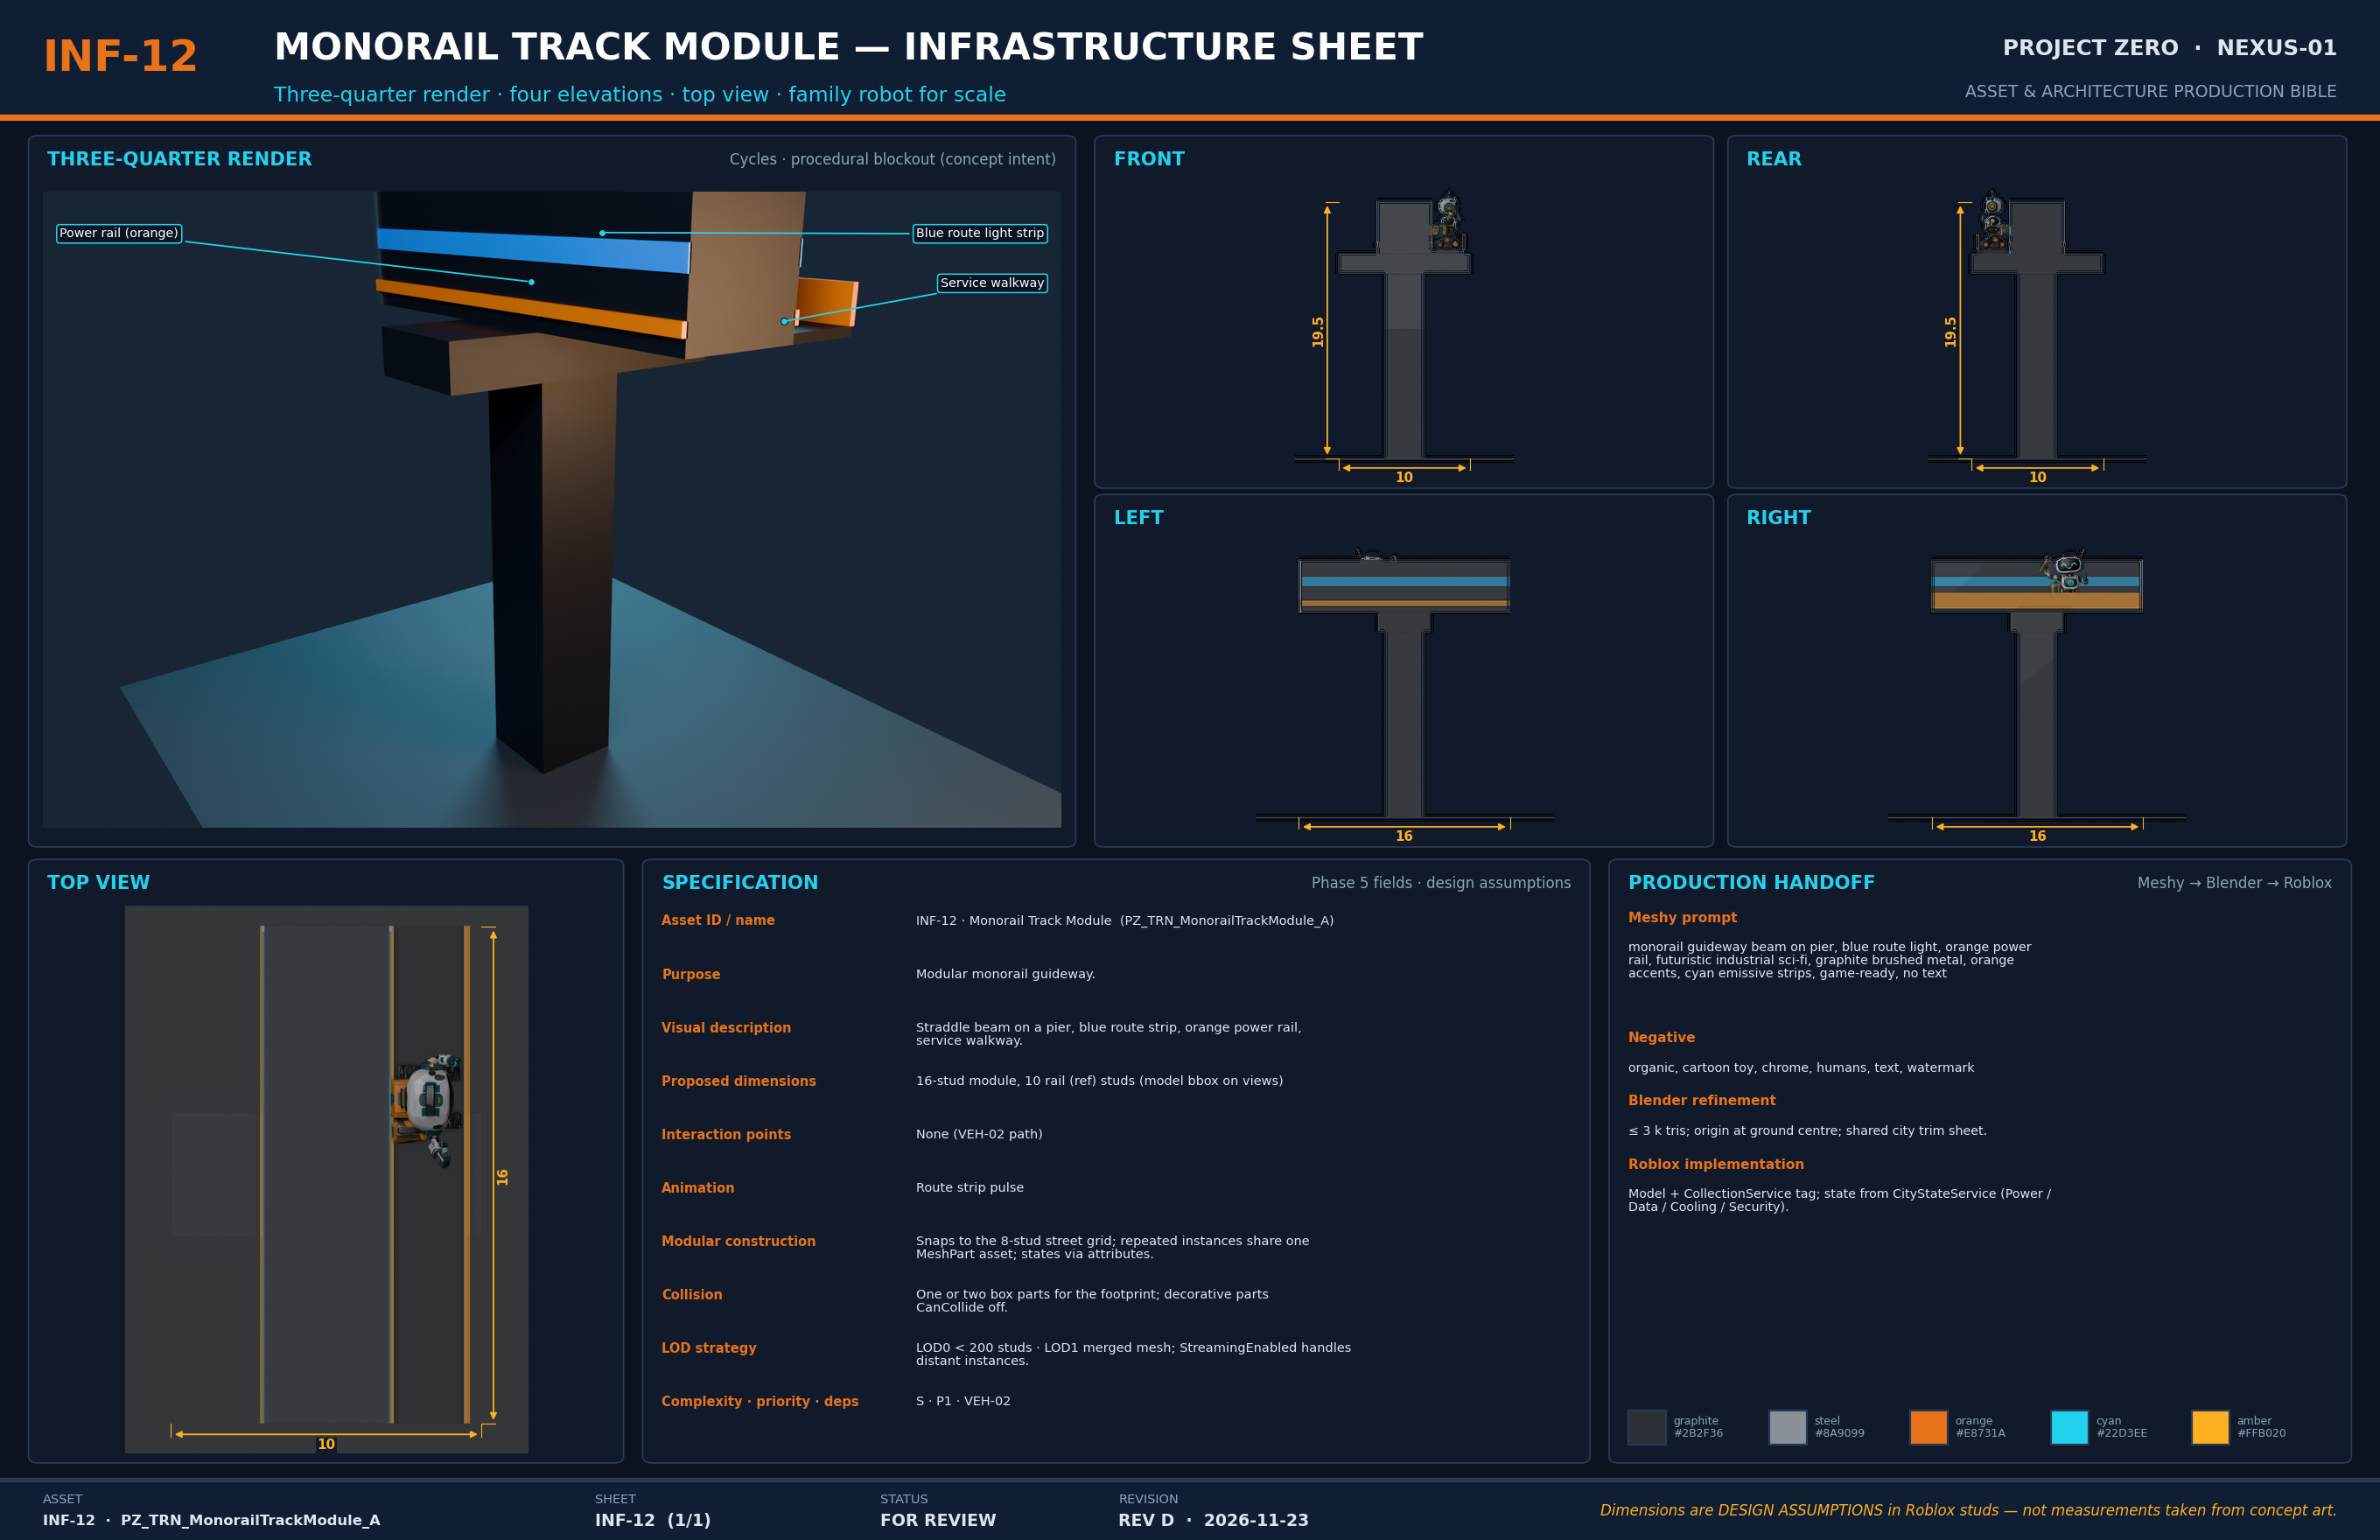 INF-12
MONORAIL TRACK MODULE — INFRASTRUCTURE SHEET
Three-quarter render · four elevations · top view · family robot for scale
PROJECT ZERO · NEXUS-01
ASSET & ARCHITECTURE PRODUCTION BIBLE
THREE-QUARTER RENDER
Cycles · procedural blockout (concept intent)
Power rail (orange)
Blue route light strip
Service walkway
FRONT
19.5
10
REAR
19.5
10
LEFT
16
RIGHT
16
TOP VIEW
16
10
SPECIFICATION
Phase 5 fields · design assumptions
Asset ID / name
INF-12 · Monorail Track Module (PZ_TRN_MonorailTrackModule_A)
Purpose
Modular monorail guideway.
Visual description
Straddle beam on a pier, blue route strip, orange power rail,
service walkway.
Proposed dimensions
16-stud module, 10 rail (ref) studs (model bbox on views)
Interaction points
None (VEH-02 path)
Animation
Route strip pulse
Modular construction
Snaps to the 8-stud street grid; repeated instances share one
MeshPart asset; states via attributes.
Collision
One or two box parts for the footprint; decorative parts
CanCollide off.
LOD strategy
LOD0 < 200 studs · LOD1 merged mesh; StreamingEnabled handles
distant instances.
Complexity · priority · deps
S · P1 · VEH-02
PRODUCTION HANDOFF
Meshy → Blender → Roblox
Meshy prompt
monorail guideway beam on pier, blue route light, orange power
rail, futuristic industrial sci-fi, graphite brushed metal, orange
accents, cyan emissive strips, game-ready, no text
Negative
organic, cartoon toy, chrome, humans, text, watermark
Blender refinement
≤ 3 k tris; origin at ground centre; shared city trim sheet.
Roblox implementation
Model + CollectionService tag; state from CityStateService (Power /
Data / Cooling / Security).
graphite
#2B2F36
steel
#8A9099
orange
#E8731A
cyan
#22D3EE
amber
#FFB020
ASSET
INF-12 · PZ_TRN_MonorailTrackModule_A
SHEET
INF-12 (1/1)
STATUS
FOR REVIEW
REVISION
REV D · 2026-11-23
Dimensions are DESIGN ASSUMPTIONS in Roblox studs — not measurements taken from concept art.